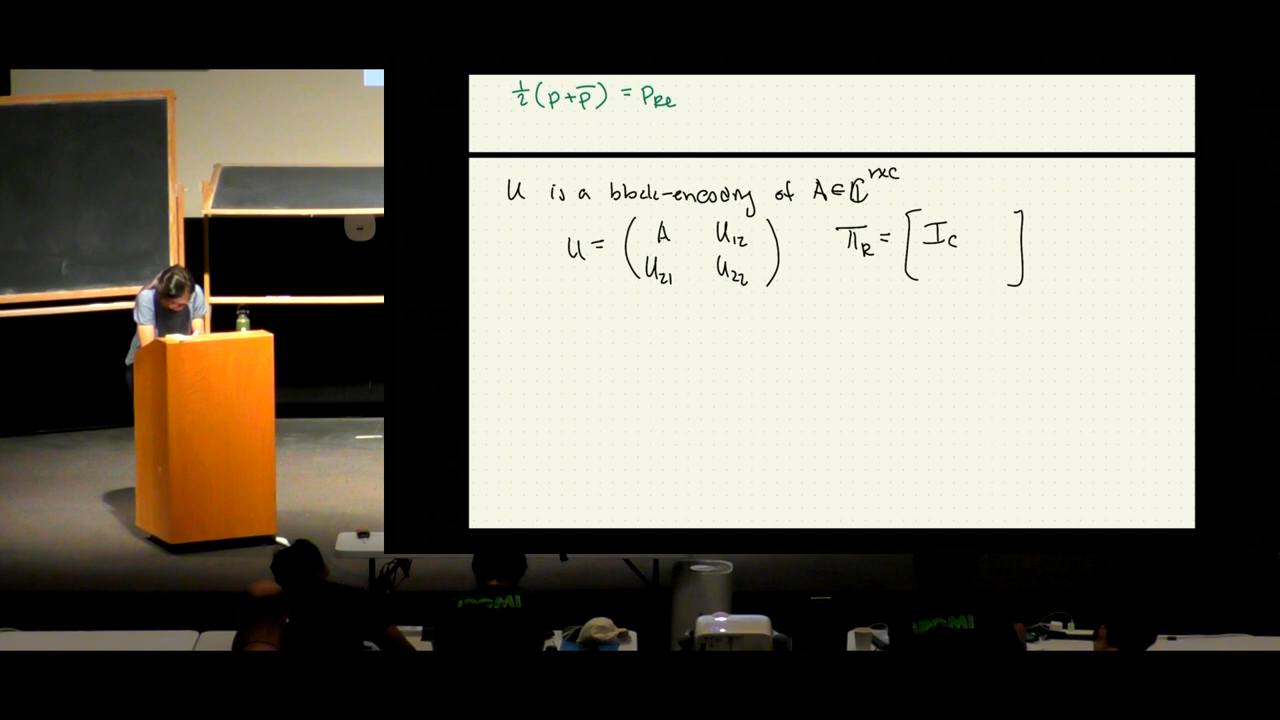 ½(p+p̄) = P_Re
U is a block-encoding of A∈ℂ^{r×c}
U = ( A U₁₂ Π_R = [ I_c ]
U₂₁ U₂₂ )